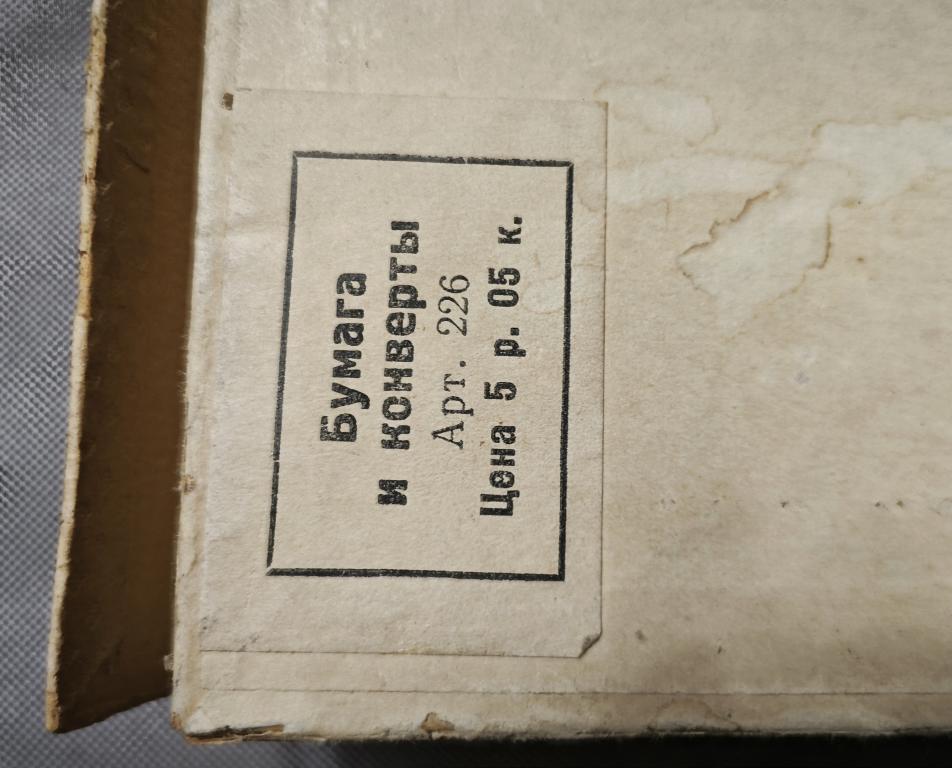 Бумага
и конверты
Арт. 226
Цена 5 р. 05 к.